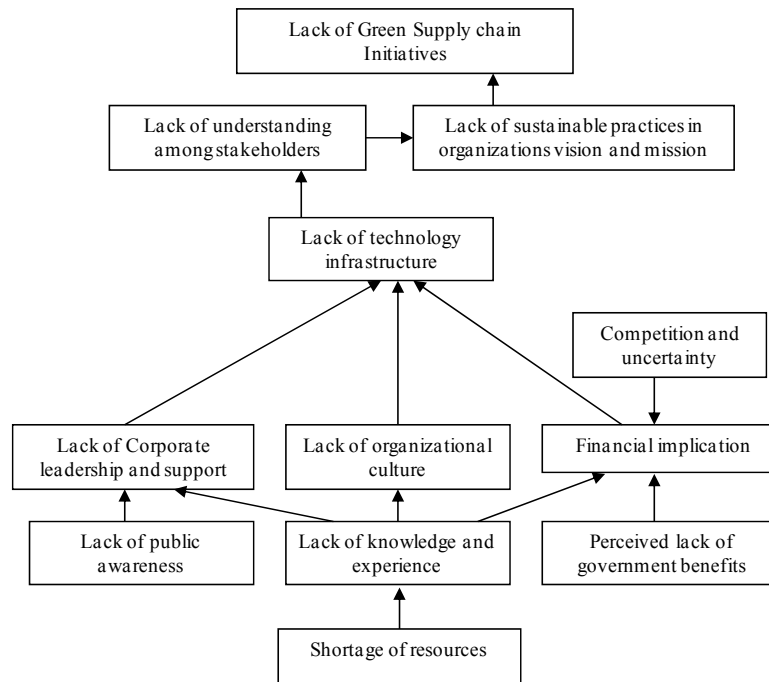 Lack of Green Supply chain
Initiatives
Lack of understanding
among stakeholders
Lack of sustainable practices in
organizations vision and mission
Lack of technology
infrastructure
Competition and
uncertainty
Lack of Corporate
leadership and support
Lack of organizational
culture
Financial implication
Lack of public
awareness
Lack of knowledge and
experience
Perceived lack of
government benefits
Shortage of resources